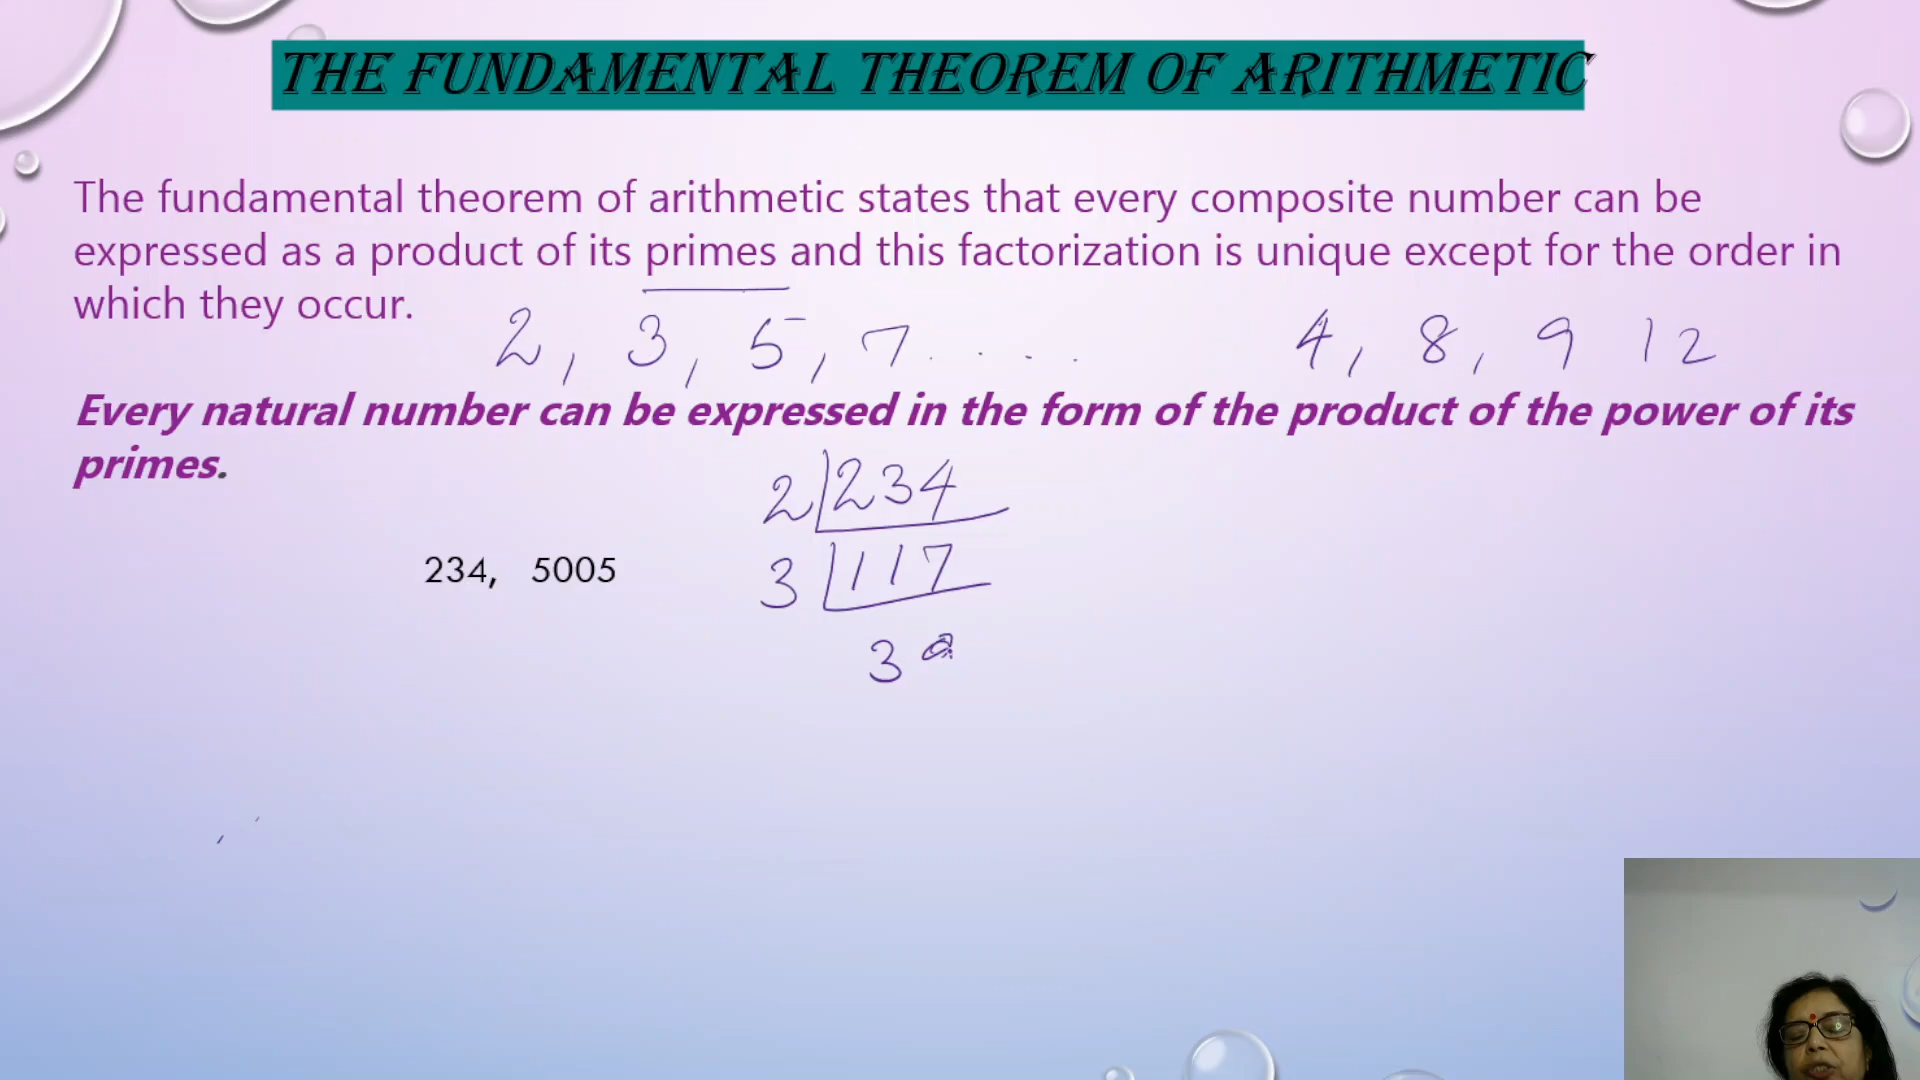 THE FUNDAMENTAL THEOREM OF ARITHMETIC
The fundamental theorem of arithmetic states that every composite number can be
expressed as a product of its primes and this factorization is unique except for the order in
which they occur.
2, 3, 5, 7.... 4, 8, 9 12
Every natural number can be expressed in the form of the product of the power of its
primes.
2 234
234, 5005
3 117
3